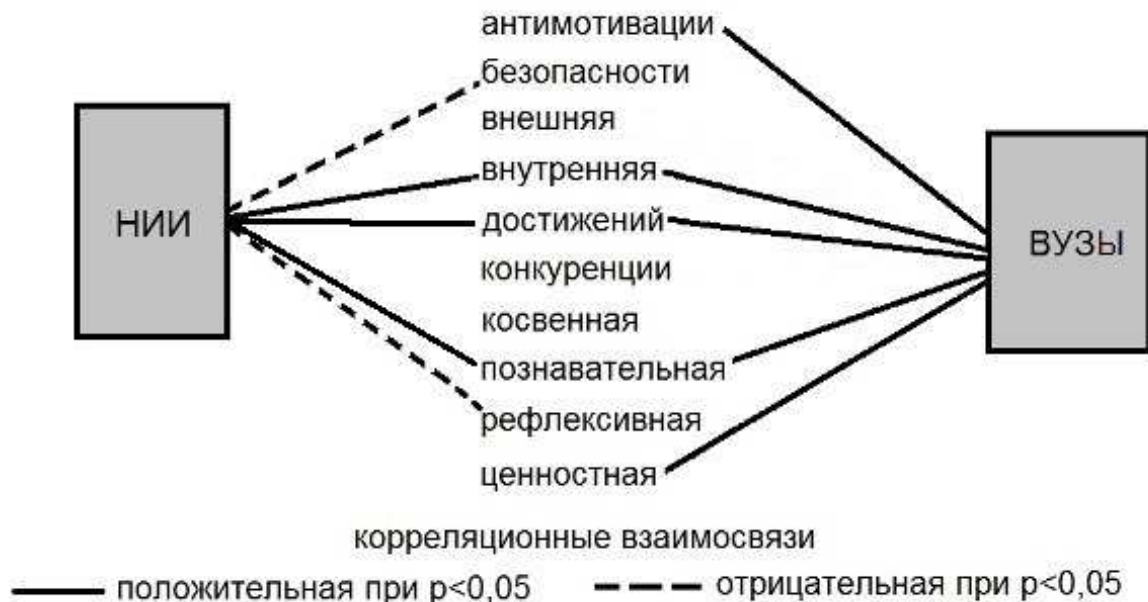 антимотивации
безопасности
внешняя
внутренняя
достижений
конкуренции
косвенная
познавательная
рефлексивная
ценностная
НИИ
ВУЗЫ
корреляционные взаимосвязи
положительная при p<0,05
отрицательная при p<0,05